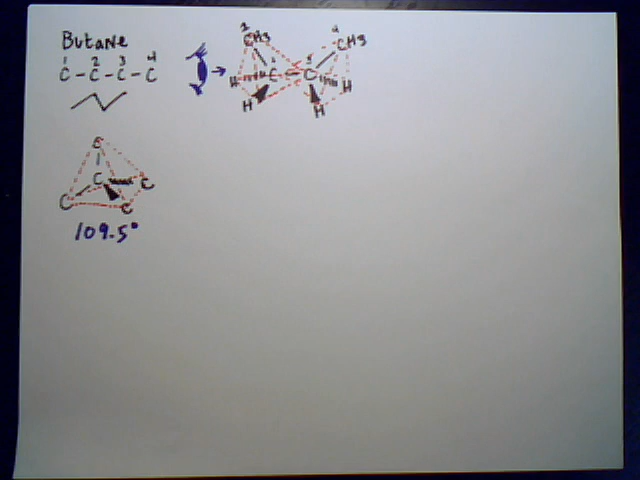 Butane
1 2 3 4
C - C - C - C
1 4
CH3 CH3
2 3
H C - C H
H H
C
C C
C C
109.5°